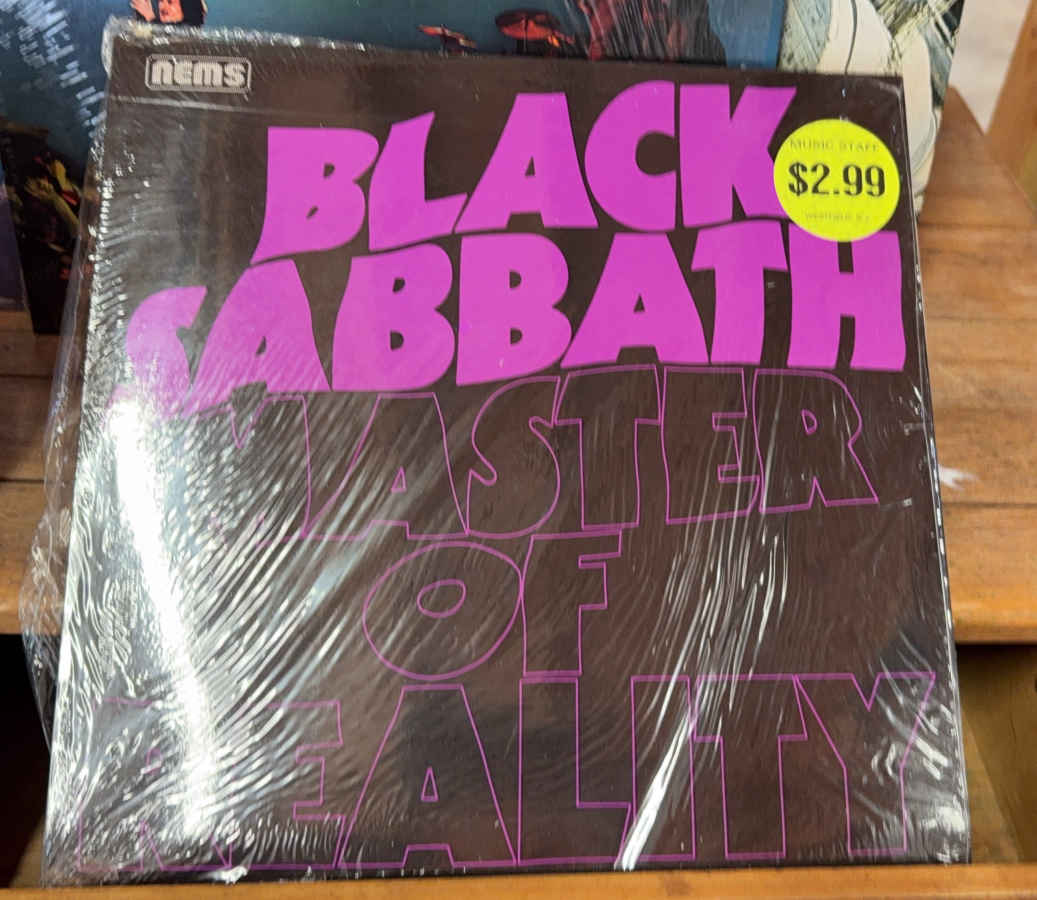 nEMS
BLACK
SABBATH
MASTER
OF
REALITY
MUSIC STAFF
$2.99